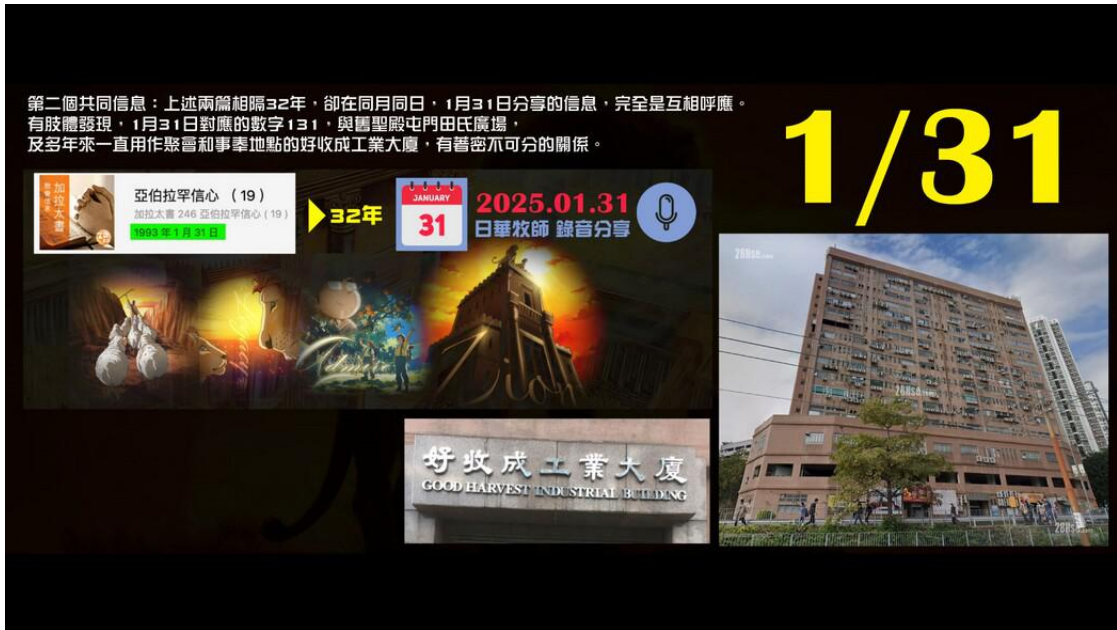 第二個共同信息：上述兩篇相隔32年，卻在同月同日，1月31日分享的信息，完全是互相呼應。
有肢體發現，1月31日對應的數字131，與舊聖殿屯門田氏廣場，
及多年來一直用作聚會和事奉地點的好收成工業大廈，有著密不可分的關係。
1/31
加拉太書
亞伯拉罕信心 （19）
加拉太書 246 亞伯拉罕信心（19）
1993 年 1 月 31 日
32年
JANUARY
31
2025.01.31
日華牧師 錄音分享
Admire
Zion
好收成工業大廈
GOOD HARVEST INDUSTRIAL BUILDING
28Hse.com
28Hse.com
28Hse